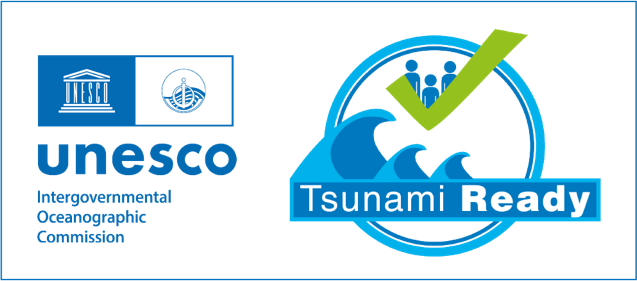 UNESCO
unesco
Intergovernmental
Oceanographic
Commission
Tsunami Ready